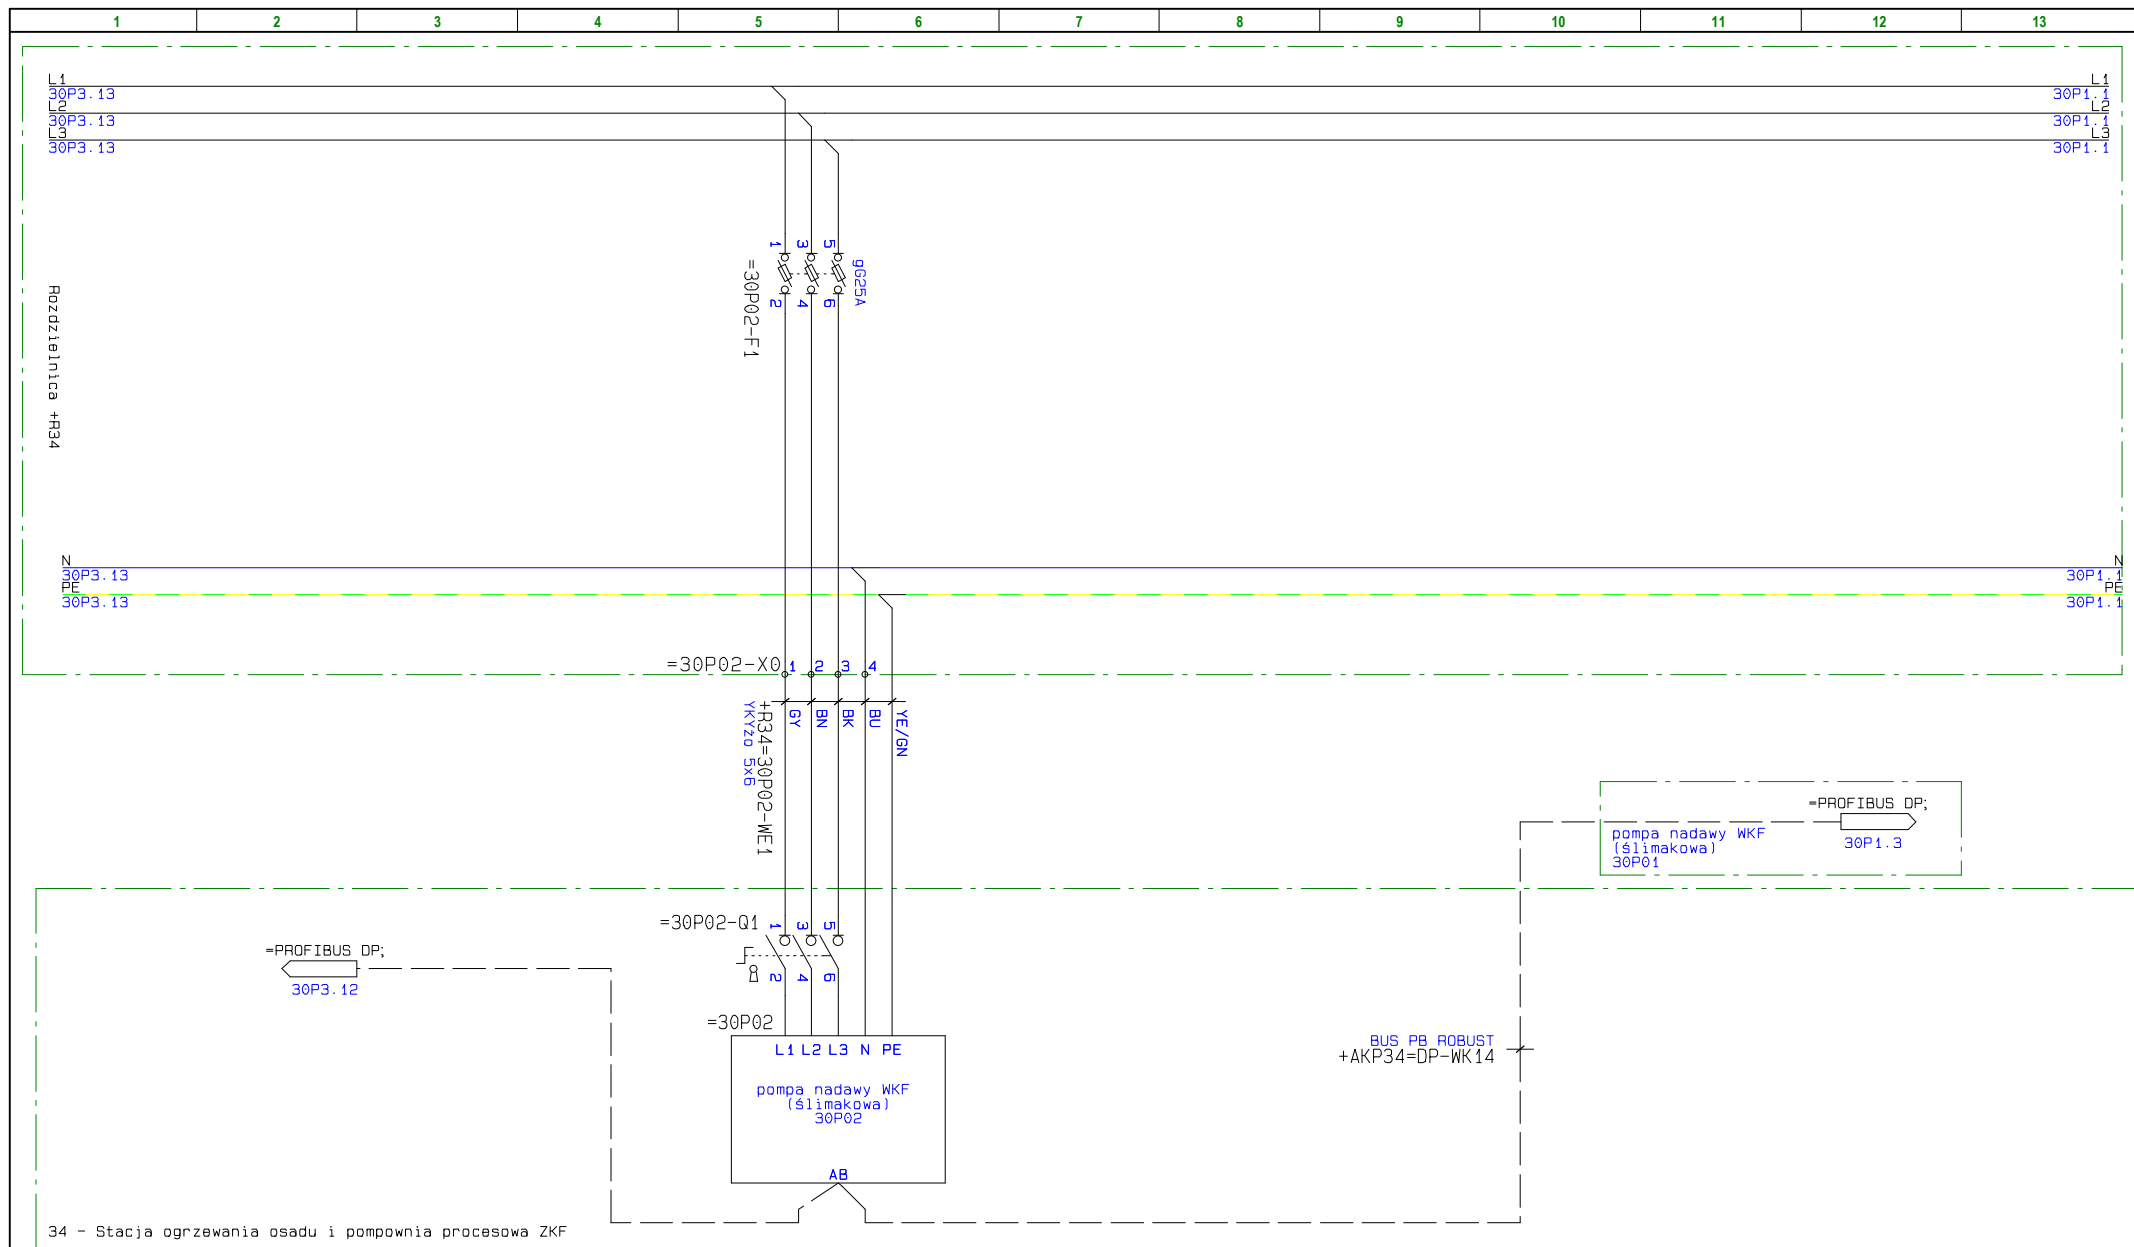 1 2 3 4 5 6 7 8 9 10 11 12 13
L1
30P3.13
L2
30P3.13
L3
30P3.13
L1
30P1.1
L2
30P1.1
L3
30P1.1
Rozdzielnica +R34
1 3 5
gG25A
=30P02-F1
2 4 6
N
30P3.13
PE
30P3.13
N
30P1.1
PE
30P1.1
=30P02-X0
1 2 3 4
GY BN BK BU YE/GN
+R34=30P02-WE1
YKYżo 5x6
=PROFIBUS DP;
30P1.3
pompa nadawy WKF
(ślimakowa)
30P01
=30P02-Q1
1 3 5
2 4 6
=PROFIBUS DP;
30P3.12
=30P02
L1 L2 L3 N PE
pompa nadawy WKF
(ślimakowa)
30P02
AB
BUS PB ROBUST
+AKP34=DP-WK14
34 - Stacja ogrzewania osadu i pompownia procesowa ZKF